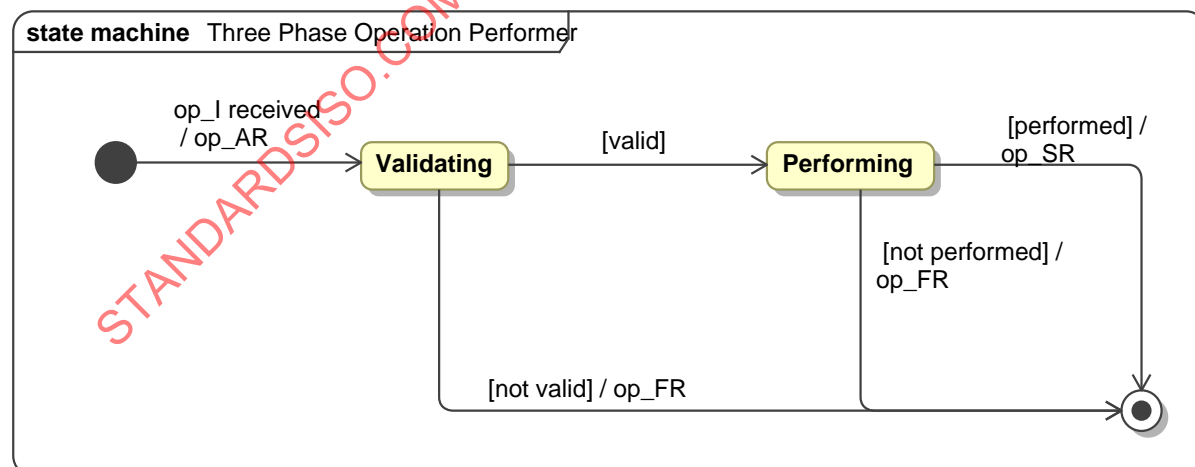 state machine Three Phase Operation Performer
op_I received
/ op_AR
Validating
[valid]
Performing
[performed] /
op_SR
[not performed] /
op_FR
[not valid] / op_FR
STANDARDSISO.COM